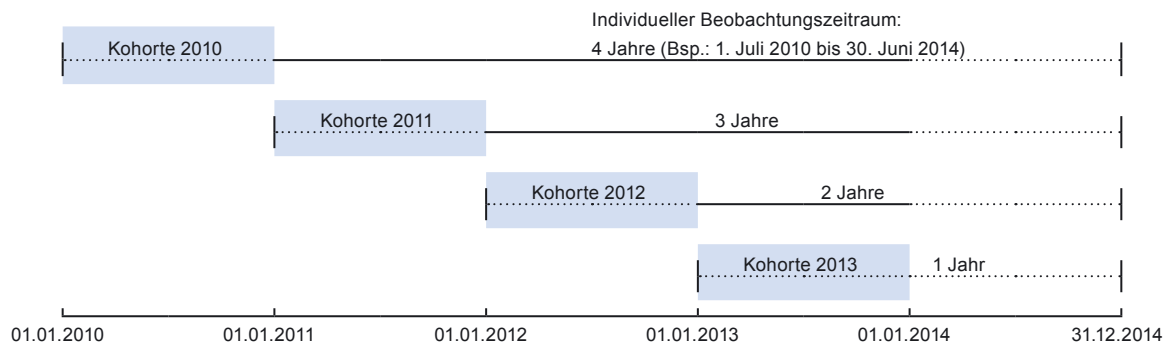 Individueller Beobachtungszeitraum:
Kohorte 2010
4 Jahre (Bsp.: 1. Juli 2010 bis 30. Juni 2014)
Kohorte 2011
3 Jahre
Kohorte 2012
2 Jahre
Kohorte 2013
1 Jahr
01.01.2010
01.01.2011
01.01.2012
01.01.2013
01.01.2014
31.12.2014